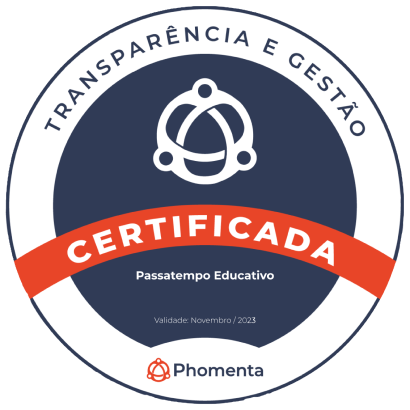 TRANSPARÊNCIA E GESTÃO
CERTIFICADA
Passatempo Educativo
Validade: Novembro / 2023
Phomenta